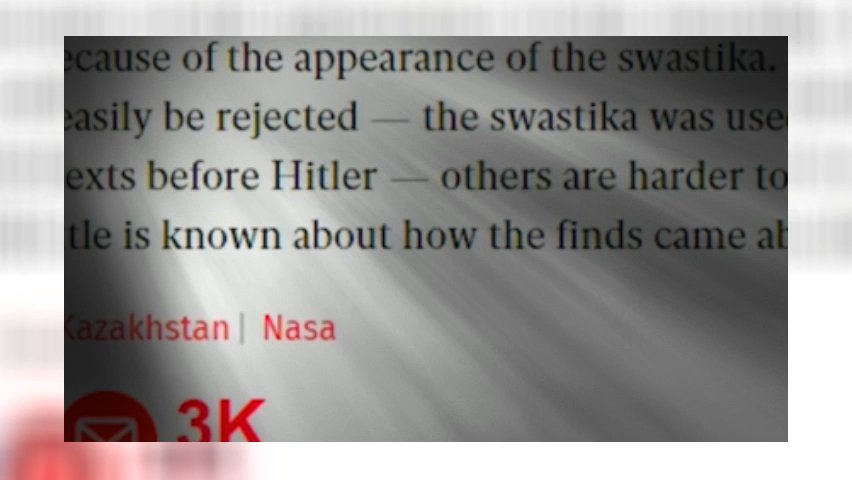 ecause of the appearance of the swastika.
easily be rejected — the swastika was used
exts before Hitler — others are harder to
tle is known about how the finds came ab
Kazakhstan | Nasa
3K